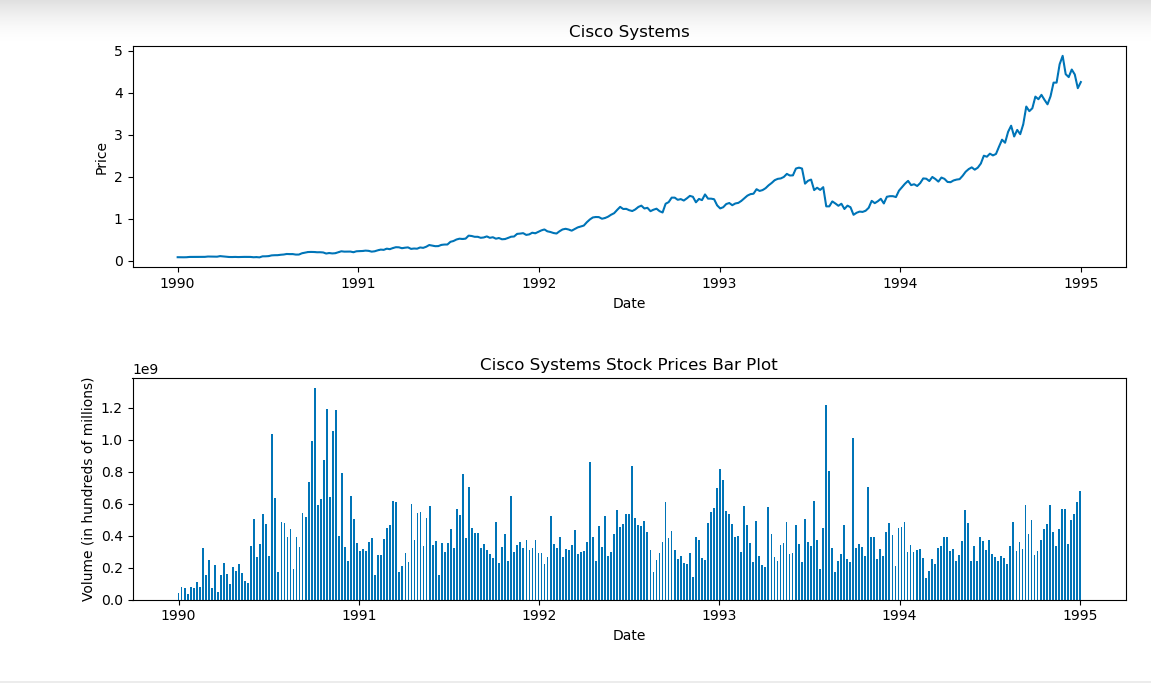 Cisco Systems
5
4
3
2
1
0
Price
1990 1991 1992 1993 1994 1995
Date
Cisco Systems Stock Prices Bar Plot
1e9
1.2
1.0
0.8
0.6
0.4
0.2
0.0
Volume (in hundreds of millions)
1990 1991 1992 1993 1994 1995
Date